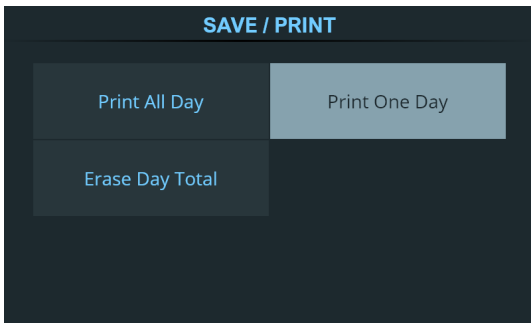 SAVE / PRINT
Print All Day
Print One Day
Erase Day Total